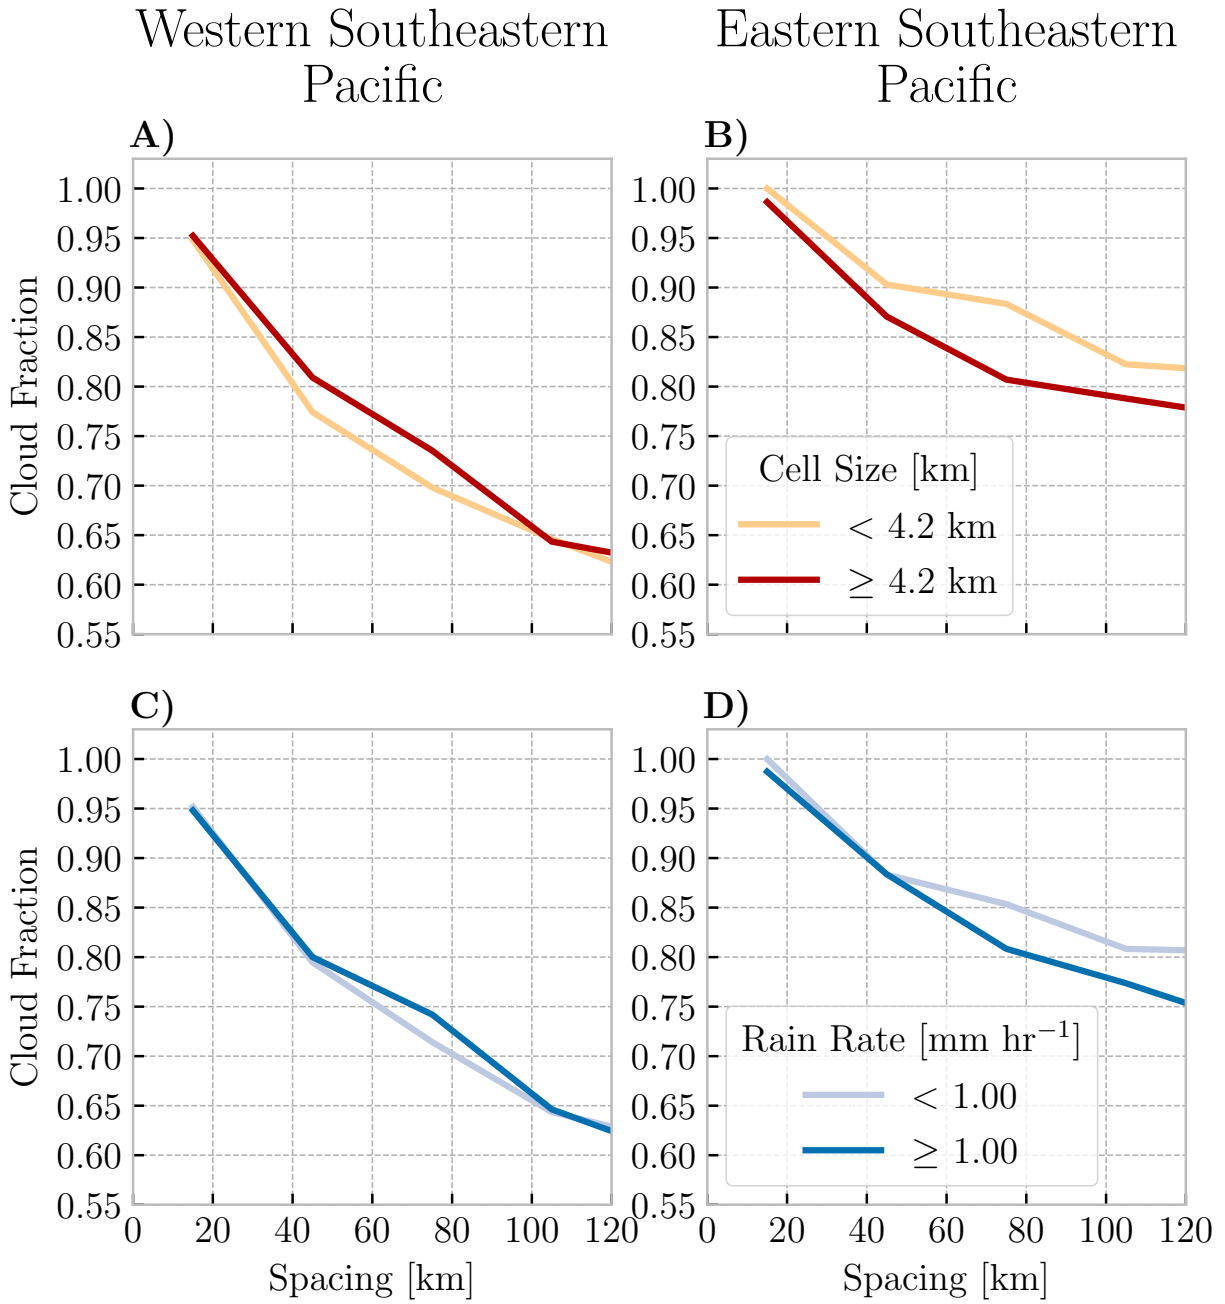 Western Southeastern
Pacific
Eastern Southeastern
Pacific
A)
B)
1.00
0.95
0.90
0.85
0.80
0.75
0.70
0.65
0.60
0.55
Cloud Fraction
1.00
0.95
0.90
0.85
0.80
0.75
0.70
0.65
0.60
0.55
Cell Size [km]
< 4.2 km
≥ 4.2 km
C)
D)
1.00
0.95
0.90
0.85
0.80
0.75
0.70
0.65
0.60
0.55
Cloud Fraction
0 20 40 60 80 100 120
Spacing [km]
1.00
0.95
0.90
0.85
0.80
0.75
0.70
0.65
0.60
0.55
Rain Rate [mm hr⁻¹]
< 1.00
≥ 1.00
0 20 40 60 80 100 120
Spacing [km]